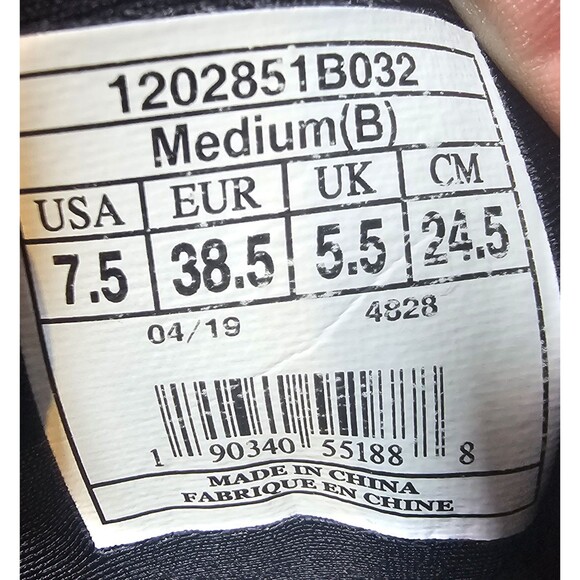 1202851B032
Medium(B)
USA EUR UK CM
7.5 38.5 5.5 24.5
04/19 4828
1 90340 55188 8
MADE IN CHINA
FABRIQUE EN CHINE